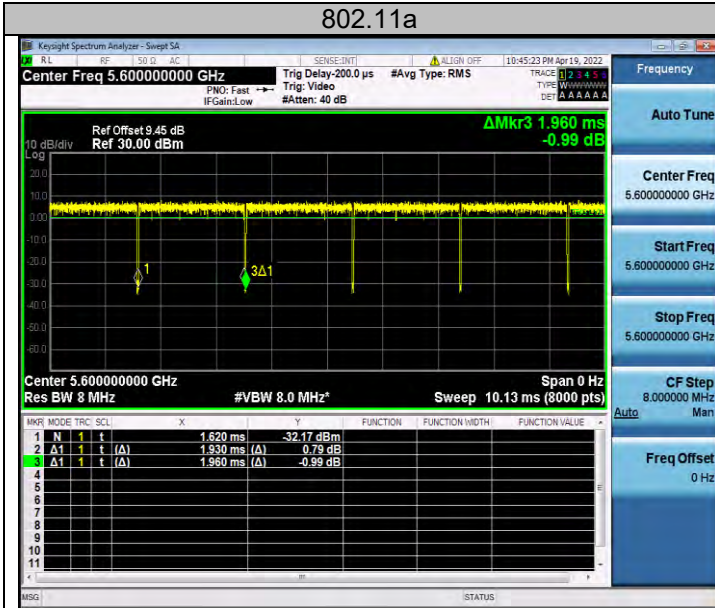 802.11a
Keysight Spectrum Analyzer - Swept SA
RL RF 50 Ω AC SENSE:INT ALIGN OFF 10:45:23 PM Apr 19, 2022
Center Freq 5.600000000 GHz
PNO: Fast
IFGain:Low
Trig Delay-200.0 µs
Trig: Video
#Atten: 40 dB
#Avg Type: RMS
TRACE 1 2 3 4 5 6
TYPE WWWWWWW
DET A A A A A A
Ref Offset 9.45 dB
10 dB/div Ref 30.00 dBm
Log
ΔMkr3 1.960 ms
-0.99 dB
20.0
10.0
0.00
-10.0
-20.0
-30.0
-40.0
-50.0
-60.0
1
3Δ1
Center 5.600000000 GHz Span 0 Hz
Res BW 8 MHz #VBW 8.0 MHz* Sweep 10.13 ms (8000 pts)
MKR MODE TRC SCL X Y FUNCTION FUNCTION WIDTH FUNCTION VALUE
1 N 1 t 1.620 ms -32.17 dBm
2 Δ1 1 t (Δ) 1.930 ms (Δ) 0.79 dB
3 Δ1 1 t (Δ) 1.960 ms (Δ) -0.99 dB
4
5
6
7
8
9
10
11
MSG STATUS
Frequency
Auto Tune
Center Freq
5.600000000 GHz
Start Freq
5.600000000 GHz
Stop Freq
5.600000000 GHz
CF Step
8.000000 MHz
Auto Man
Freq Offset
0 Hz